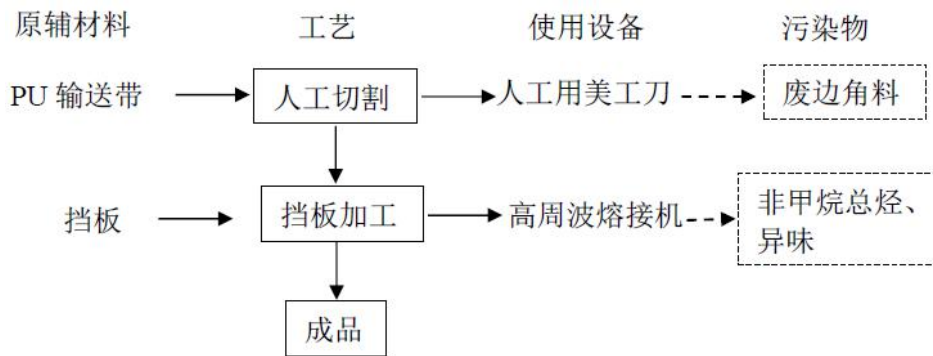 原辅材料 工艺 使用设备 污染物
PU 输送带 人工切割 人工用美工刀 废边角料
挡板 挡板加工 高周波熔接机 非甲烷总烃、
异味
成品